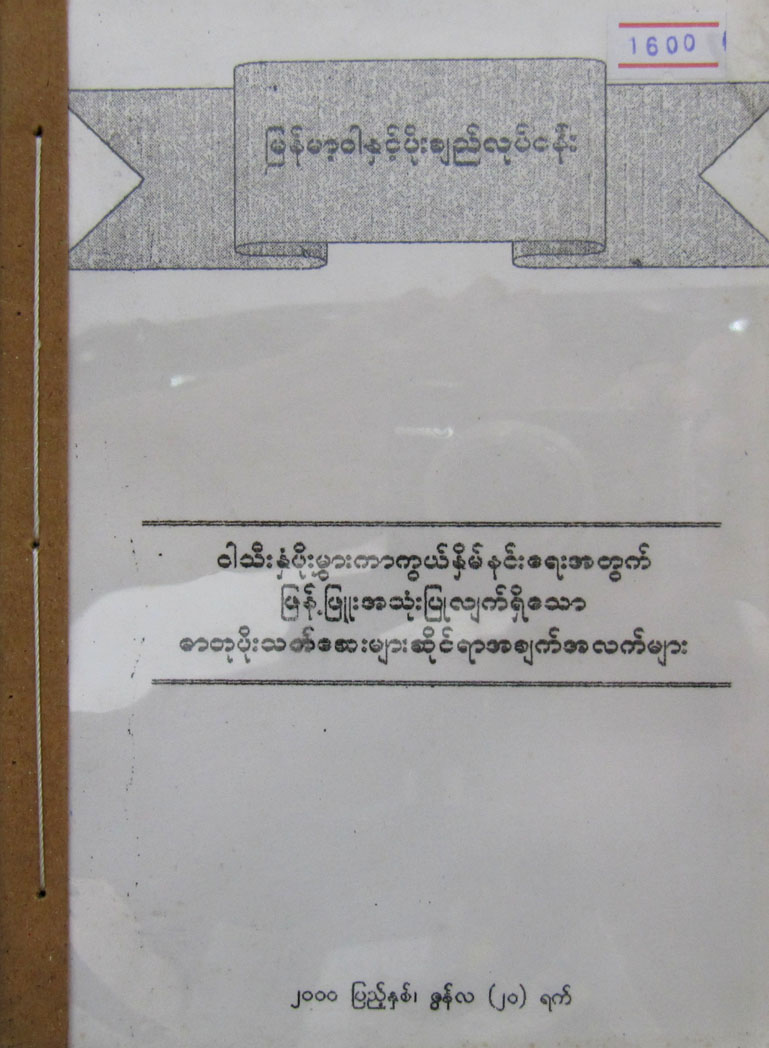 1600
မြန်မာ့ဝါနှင့်ပိုးချည်လုပ်ငန်း
ဝါသီးနှံပိုးမွှားကာကွယ်နှိမ်နင်းရေးအတွက်
ဖြန့်ဖြူးအသုံးပြုလျက်ရှိသော
ဓာတုပိုးသတ်ဆေးများဆိုင်ရာအချက်အလက်များ
၂၀၀၀ ပြည့်နှစ်၊ ဇွန်လ (၂၀) ရက်